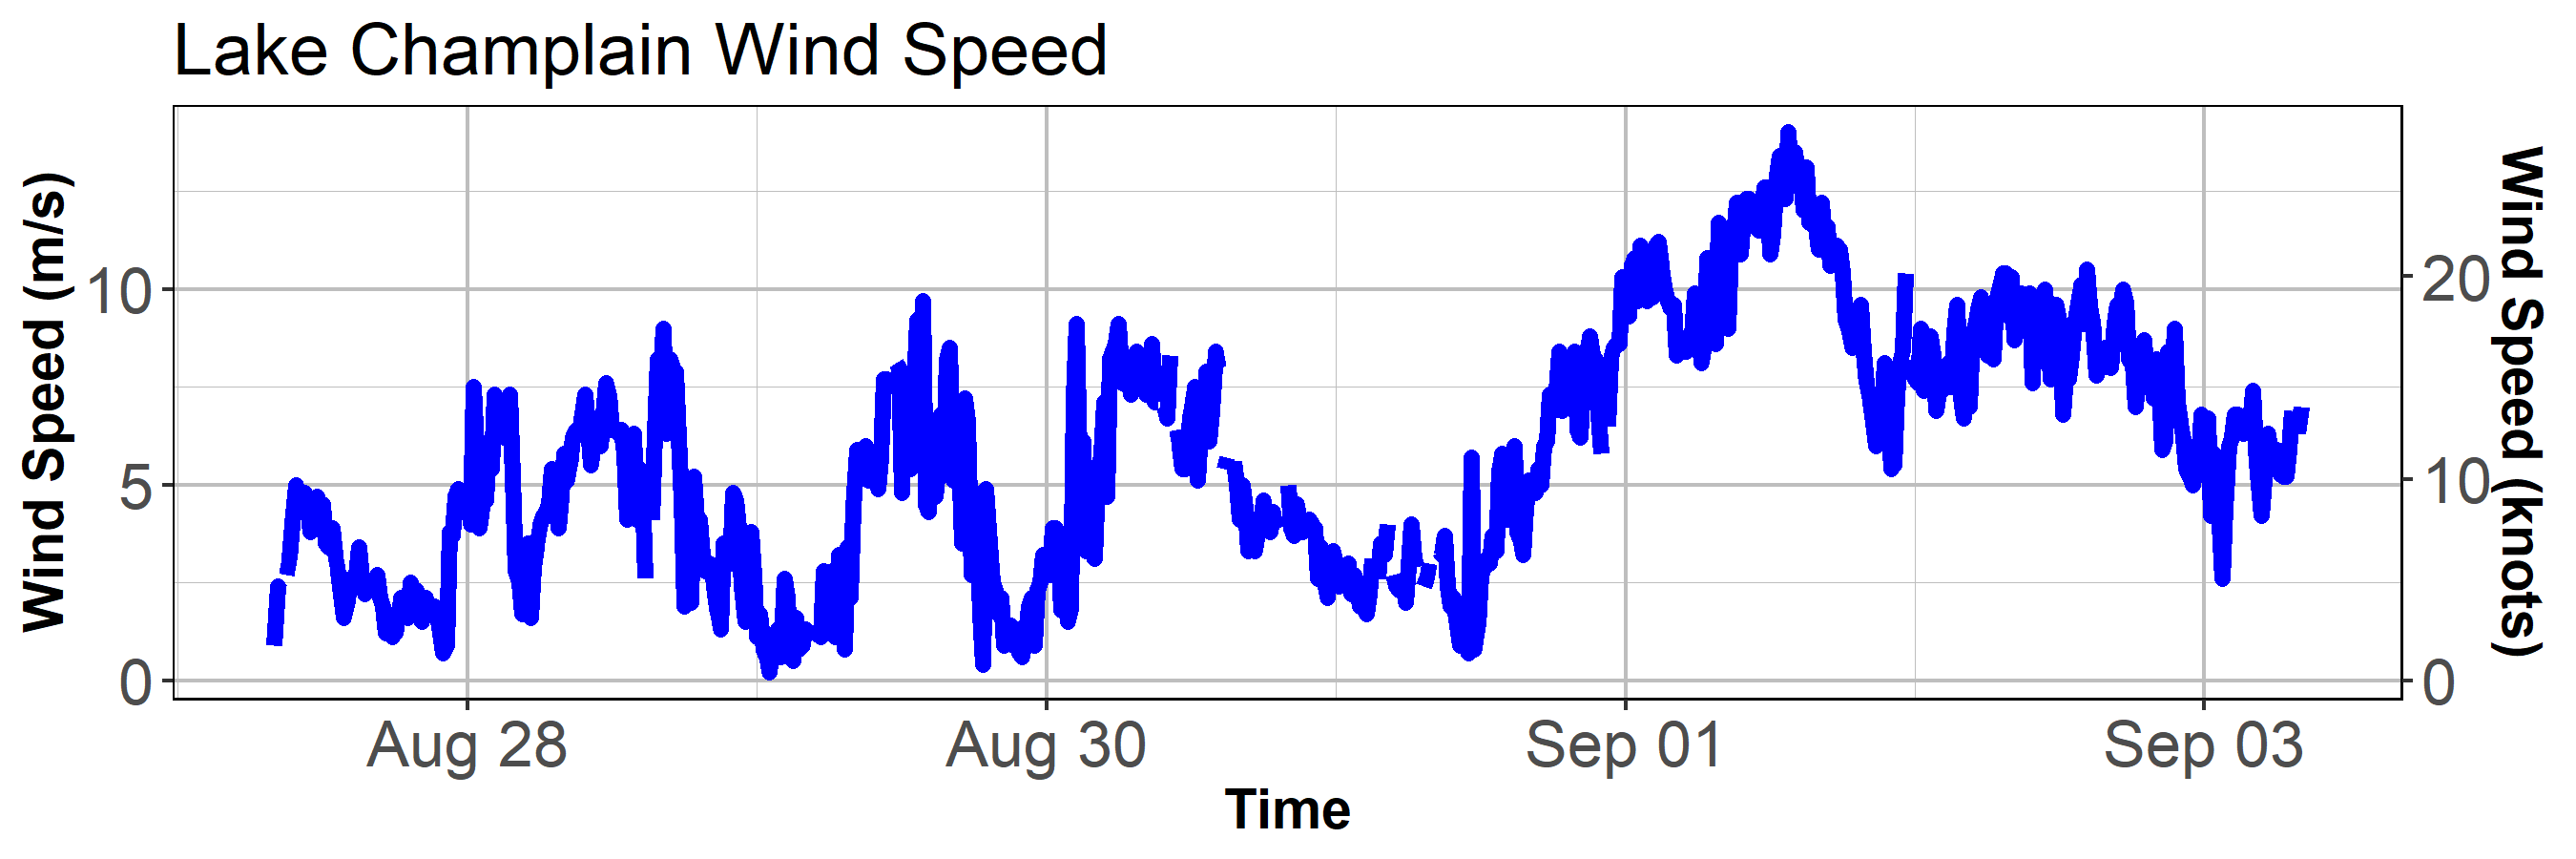 Lake Champlain Wind Speed
Wind Speed (m/s)
10
5
0
20
10
0
Wind Speed (knots)
Aug 28
Aug 30
Sep 01
Sep 03
Time